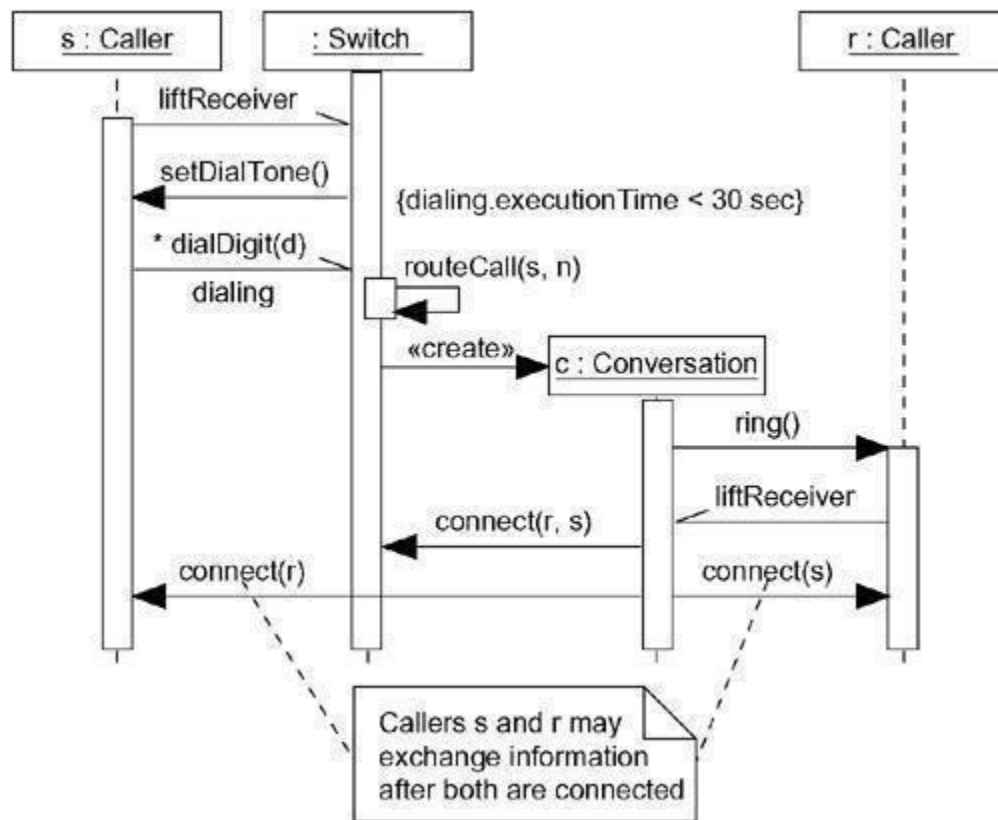 s : Caller
: Switch
r : Caller
liftReceiver
setDialTone()
{dialing.executionTime < 30 sec}
* dialDigit(d)
routeCall(s, n)
dialing
«create»
c : Conversation
ring()
liftReceiver
connect(r, s)
connect(r)
connect(s)
Callers s and r may
exchange information
after both are connected